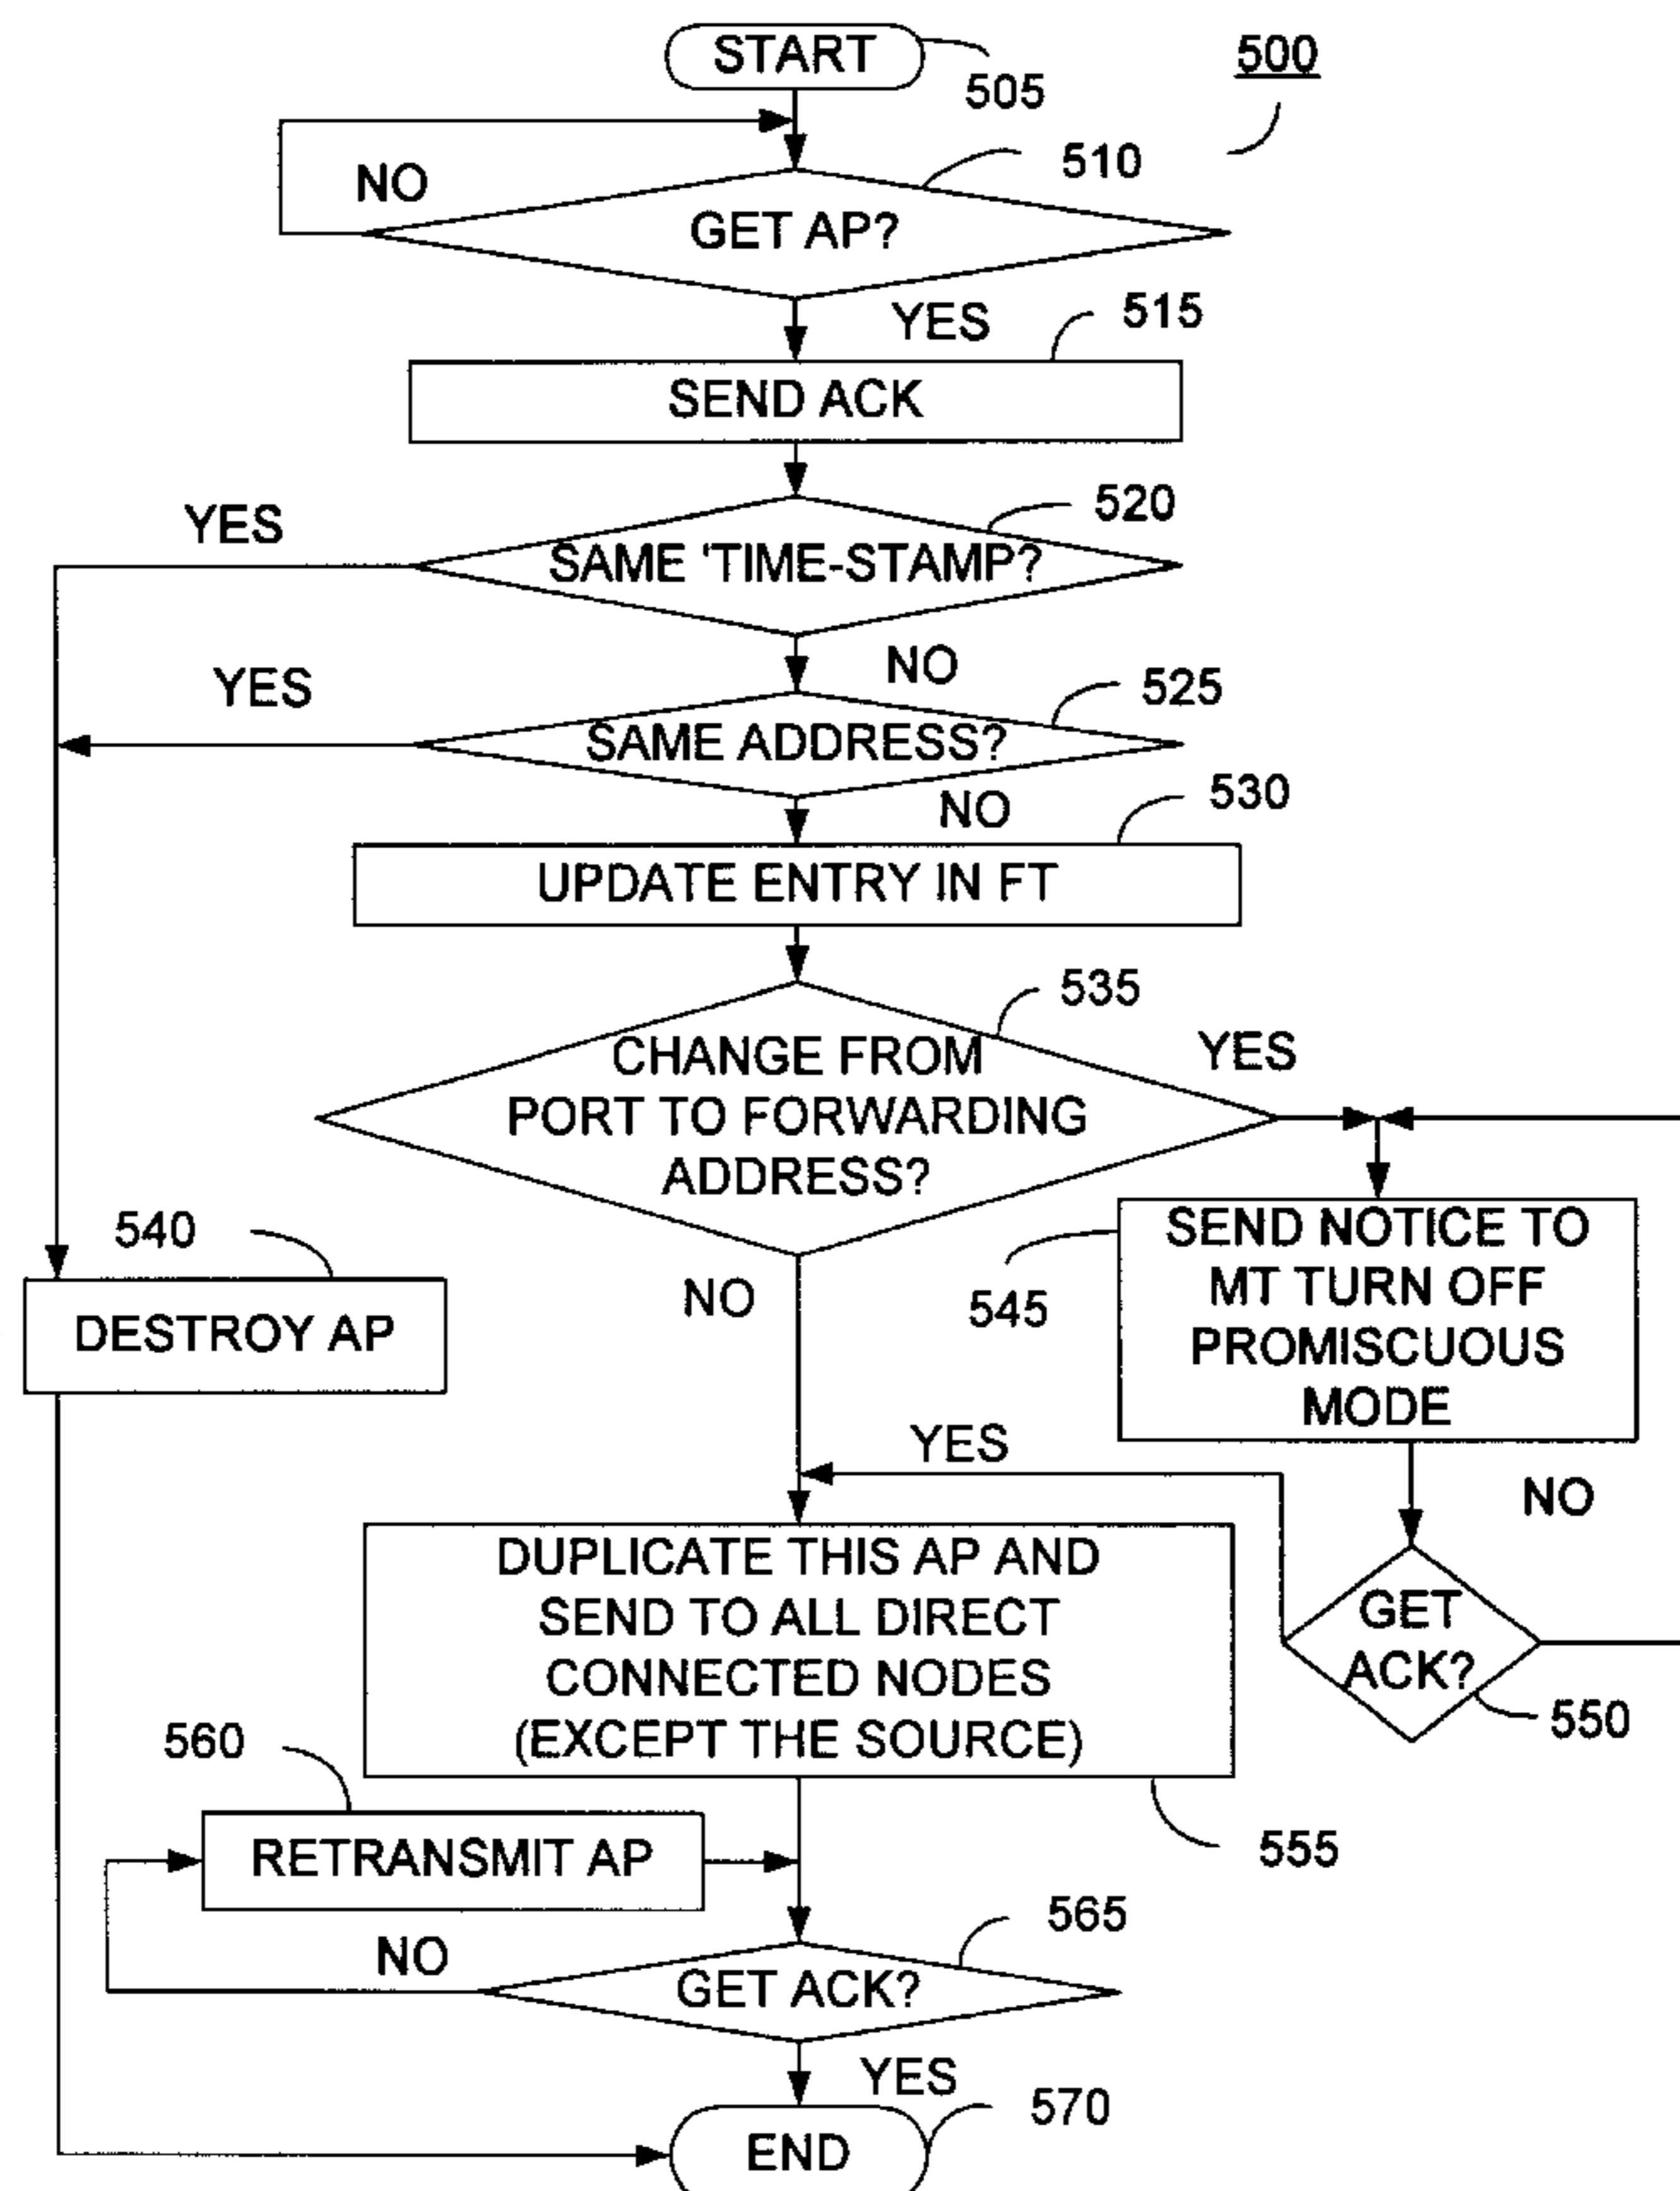 START
505
500
NO
510
GET AP?
YES
515
SEND ACK
YES
520
SAME 'TIME-STAMP?
NO
YES
525
SAME ADDRESS?
NO
530
UPDATE ENTRY IN FT
535
CHANGE FROM
PORT TO FORWARDING
ADDRESS?
YES
540
DESTROY AP
NO
545
SEND NOTICE TO
MT TURN OFF
PROMISCUOUS
MODE
YES
NO
DUPLICATE THIS AP AND
SEND TO ALL DIRECT
CONNECTED NODES
(EXCEPT THE SOURCE)
GET
ACK?
550
560
RETRANSMIT AP
555
565
NO
GET ACK?
YES
570
END